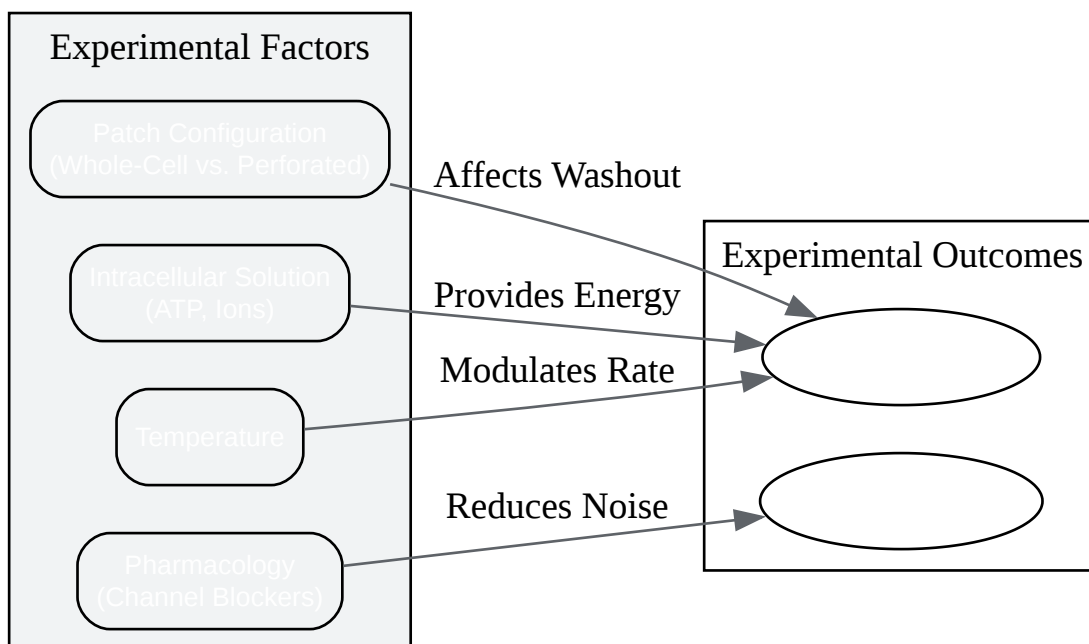 Experimental Factors
Patch Configuration
(Whole-Cell vs. Perforated)
Affects Washout
Experimental Outcomes
Intracellular Solution
(ATP, Ions)
Provides Energy
Modulates Rate
Temperature
Reduces Noise
Pharmacology
(Channel Blockers)